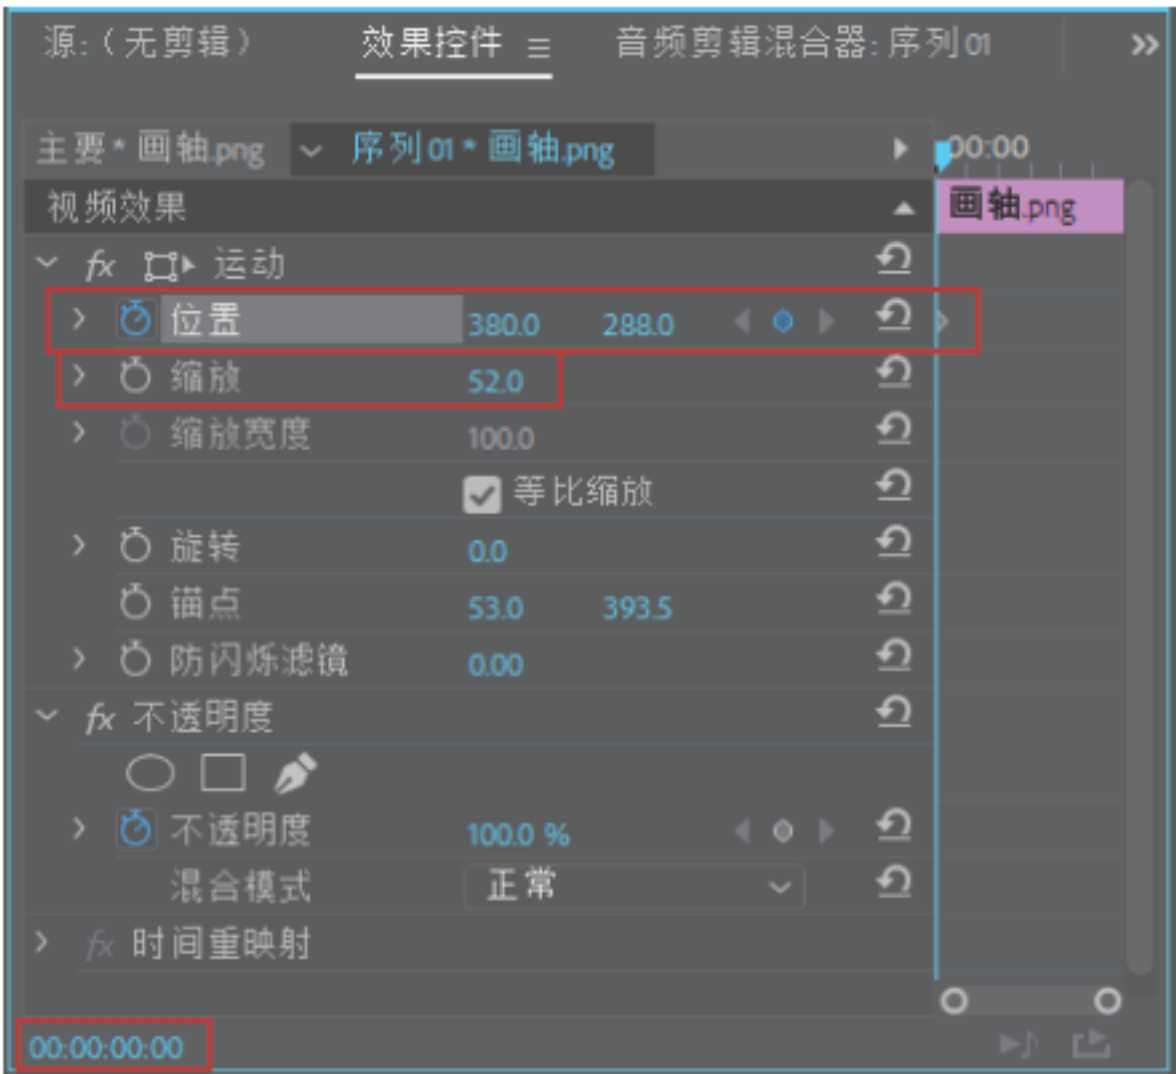 源:（无剪辑） 效果控件 音频剪辑混合器: 序列 01
主要 * 画轴.png 序列 01 * 画轴.png 00:00
视频效果 画轴.png
fx 运动
位置 380.0 288.0
缩放 52.0
缩放宽度 100.0
等比缩放
旋转 0.0
锚点 53.0 393.5
防闪烁滤镜 0.00
fx 不透明度
不透明度 100.0 %
混合模式 正常
fx 时间重映射
00:00:00:00